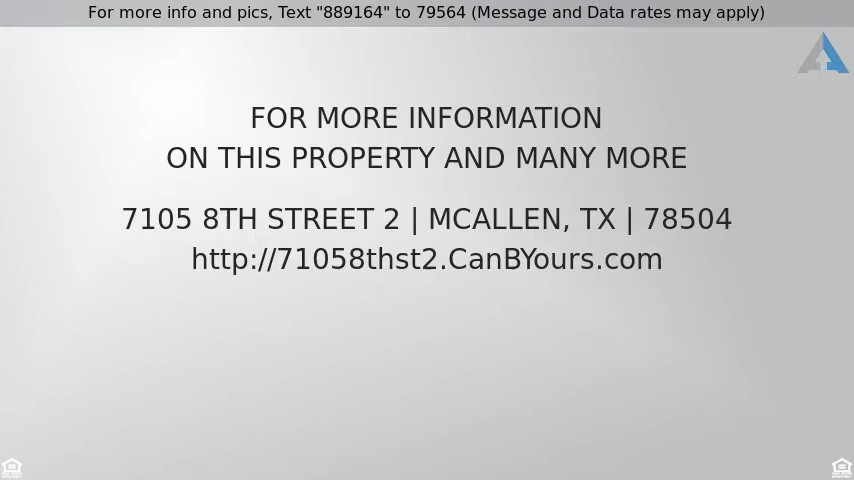 For more info and pics, Text "889164" to 79564 (Message and Data rates may apply)
FOR MORE INFORMATION
ON THIS PROPERTY AND MANY MORE
7105 8TH STREET 2 | MCALLEN, TX | 78504
http://71058thst2.CanBYours.com